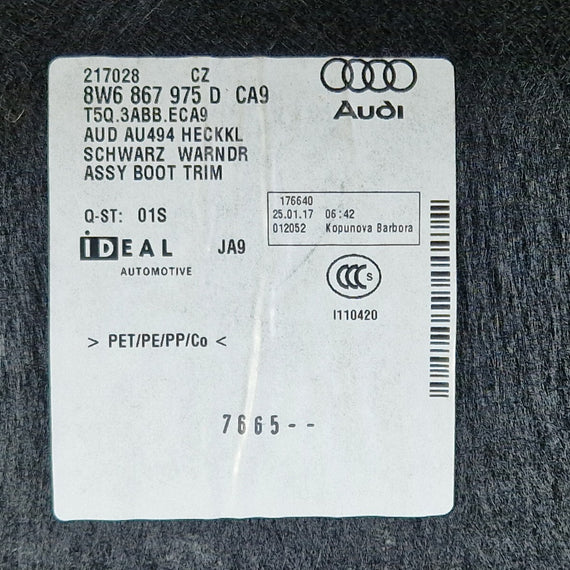 217028 CZ
8W6 867 975 D CA9
T5Q.3ABB.ECA9
AUD AU494 HECKKL
SCHWARZ WARNDR
ASSY BOOT TRIM
Audi
Q-ST: 01S
iDEAL JA9
AUTOMOTIVE
176640
25.01.17 06:42
012052 Kopunova Barbora
CCC S
I110420
> PET/PE/PP/Co <
7665--